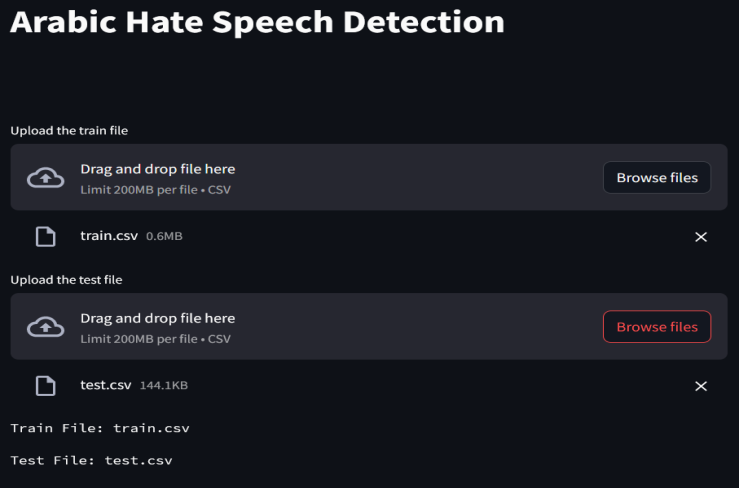 Arabic Hate Speech Detection
Upload the train file
Drag and drop file here
Limit 200MB per file • CSV
Browse files
train.csv 0.6MB
Upload the test file
Drag and drop file here
Limit 200MB per file • CSV
Browse files
test.csv 144.1KB
Train File: train.csv
Test File: test.csv